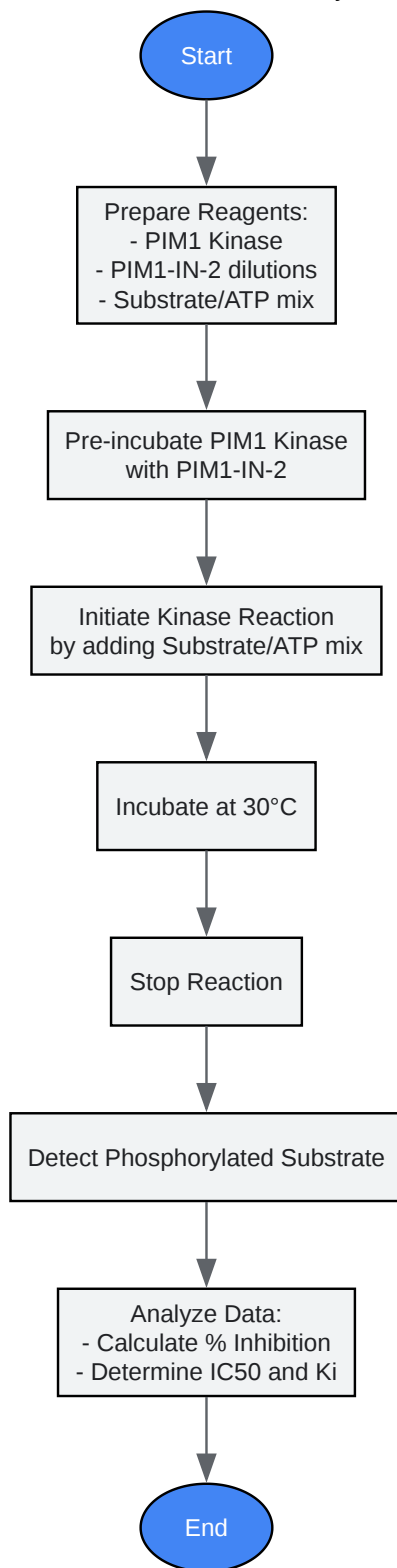 Start
Prepare Reagents:
- PIM1 Kinase
- PIM1-IN-2 dilutions
- Substrate/ATP mix
Pre-incubate PIM1 Kinase
with PIM1-IN-2
Initiate Kinase Reaction
by adding Substrate/ATP mix
Incubate at 30°C
Stop Reaction
Detect Phosphorylated Substrate
Analyze Data:
- Calculate % Inhibition
- Determine IC50 and Ki
End